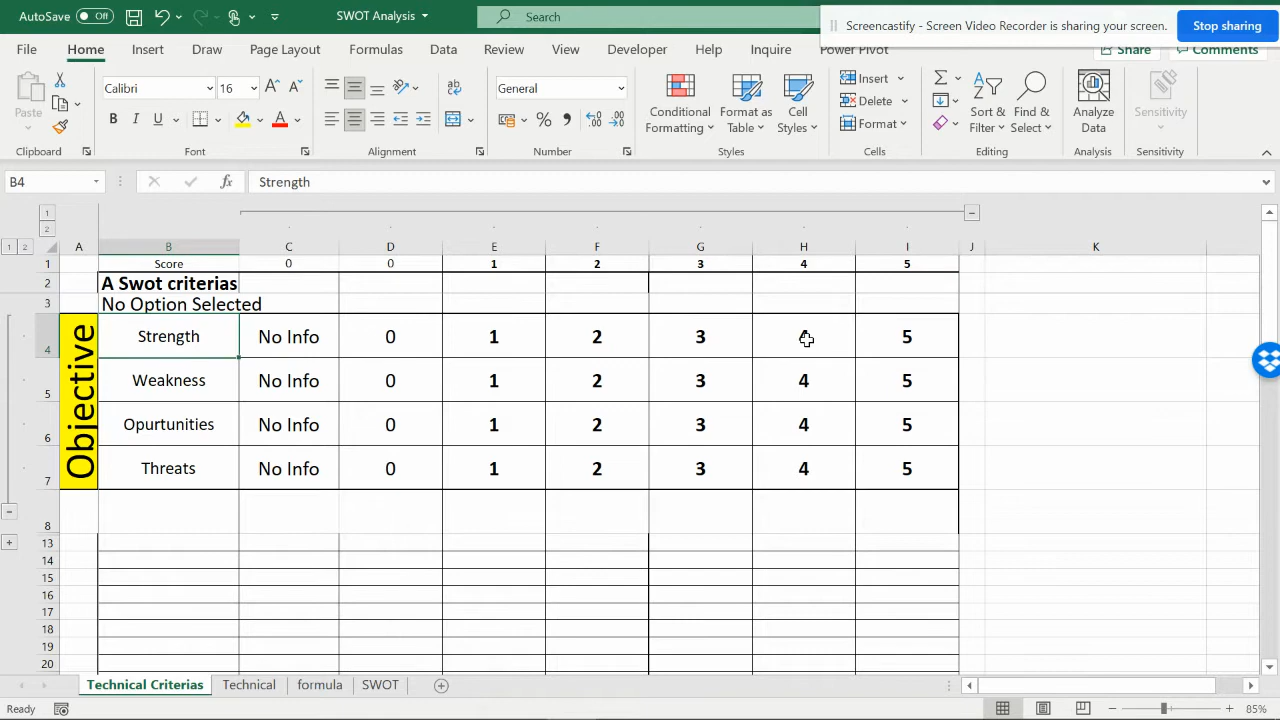 AutoSave Off SWOT Analysis Search
Screencastify - Screen Video Recorder is sharing your screen. Stop sharing
File Home Insert Draw Page Layout Formulas Data Review View Developer Help Inquire Power Pivot Share Comments
Paste
Calibri 16
General
Conditional Formatting
Format as Table
Cell Styles
Insert
Delete
Format
Sort & Filter
Find & Select
Analyze Data
Sensitivity
Clipboard Font Alignment Number Styles Cells Editing Analysis Sensitivity
B4 fx Strength
1 2
1
2
A B C D E F G H I J K
1 Score 0 0 1 2 3 4 5
2 A Swot criterias
3 No Option Selected
Objective
4 Strength No Info 0 1 2 3 5
5 Weakness No Info 0 1 2 3 4 5
6 Opurtunities No Info 0 1 2 3 4 5
7 Threats No Info 0 1 2 3 4 5
8
13
14
15
16
17
18
19
20
Technical Criterias Technical formula SWOT
Ready 85%